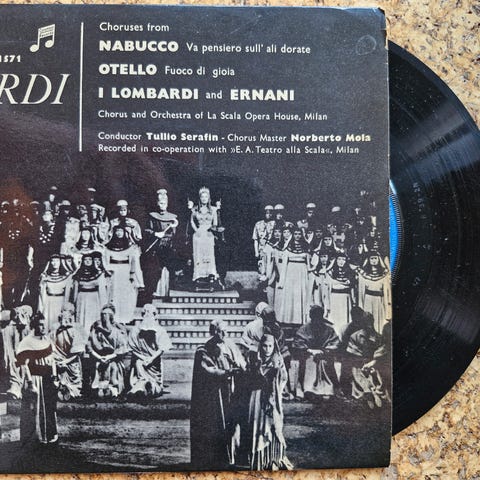 1571
RDI
Choruses from
NABUCCO Va pensiero sull' ali dorate
OTELLO Fuoco di gioia
I LOMBARDI and ERNANI
Chorus and Orchestra of La Scala Opera House, Milan
Conductor Tullio Serafin - Chorus Master Norberto Mola
Recorded in co-operation with »E. A. Teatro alla Scala«, Milan